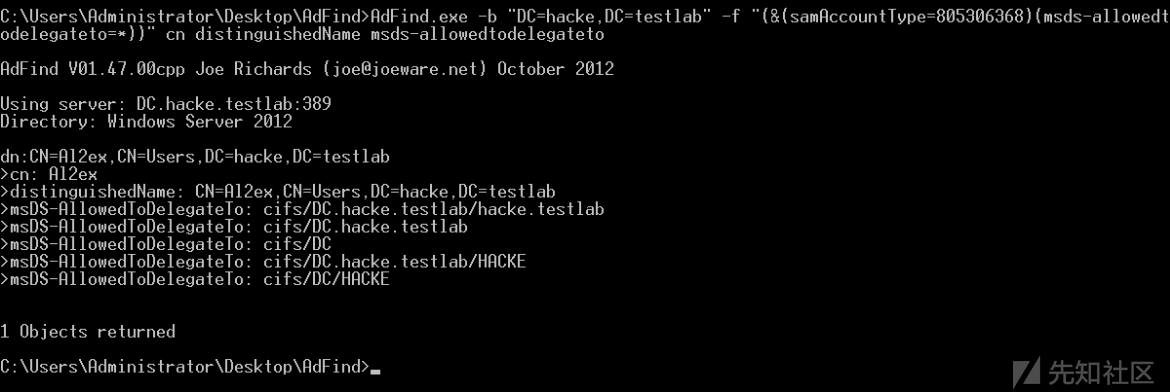 C:\Users\Administrator\Desktop\AdFind>AdFind.exe -b "DC=hacke,DC=testlab" -f "(&(samAccountType=805306368)(msds-allowed
todelegateto=*))" cn distinguishedName msds-allowedtodelegateto
AdFind V01.47.00cpp Joe Richards (joe@joeware.net) October 2012
Using server: DC.hacke.testlab:389
Directory: Windows Server 2012
dn:CN=Al2ex,CN=Users,DC=hacke,DC=testlab
>cn: Al2ex
>distinguishedName: CN=Al2ex,CN=Users,DC=hacke,DC=testlab
>msDS-AllowedToDelegateTo: cifs/DC.hacke.testlab/hacke.testlab
>msDS-AllowedToDelegateTo: cifs/DC.hacke.testlab
>msDS-AllowedToDelegateTo: cifs/DC
>msDS-AllowedToDelegateTo: cifs/DC.hacke.testlab/HACKE
>msDS-AllowedToDelegateTo: cifs/DC/HACKE
1 Objects returned
C:\Users\Administrator\Desktop\AdFind>_
先知社区